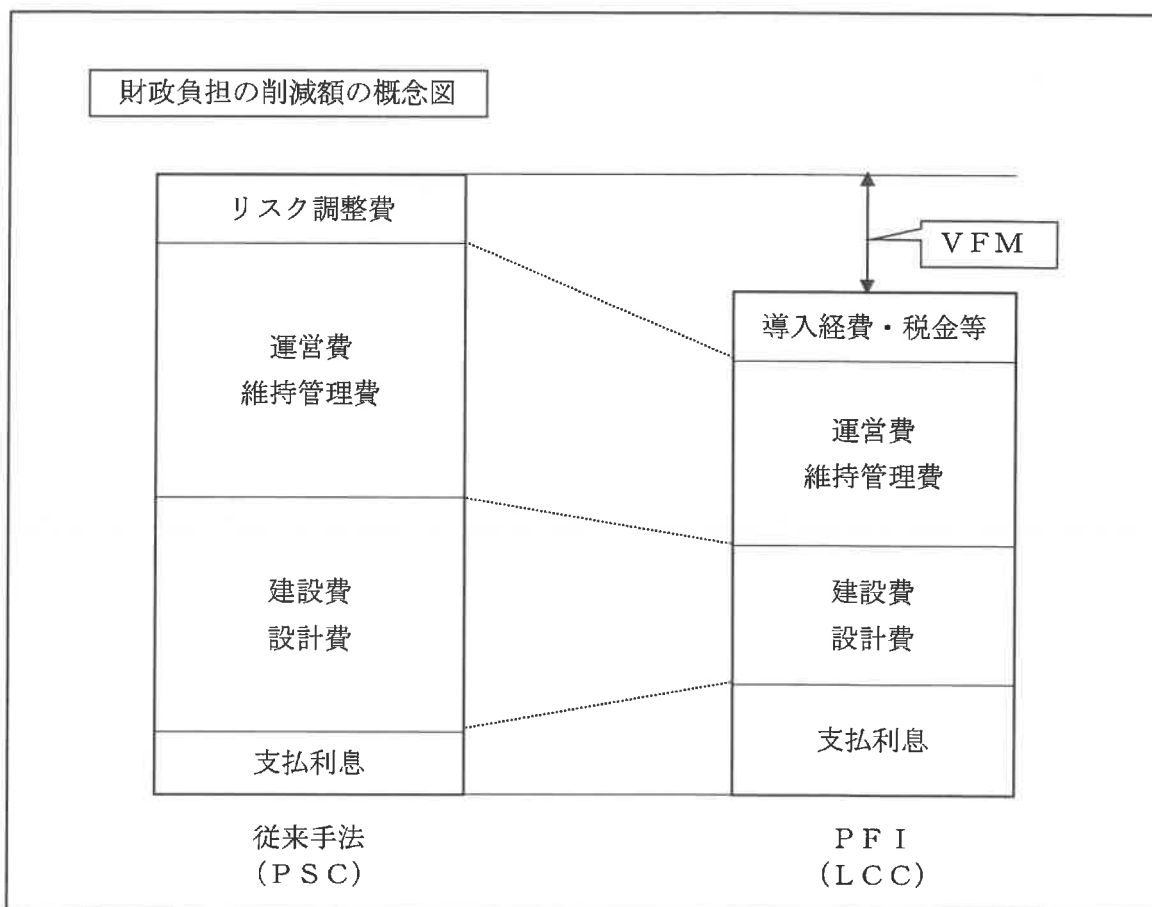 財政負担の削減額の概念図
リスク調整費
運営費
維持管理費
建設費
設計費
支払利息
従来手法
(PSC)
VFM
導入経費・税金等
運営費
維持管理費
建設費
設計費
支払利息
PFI
(LCC)